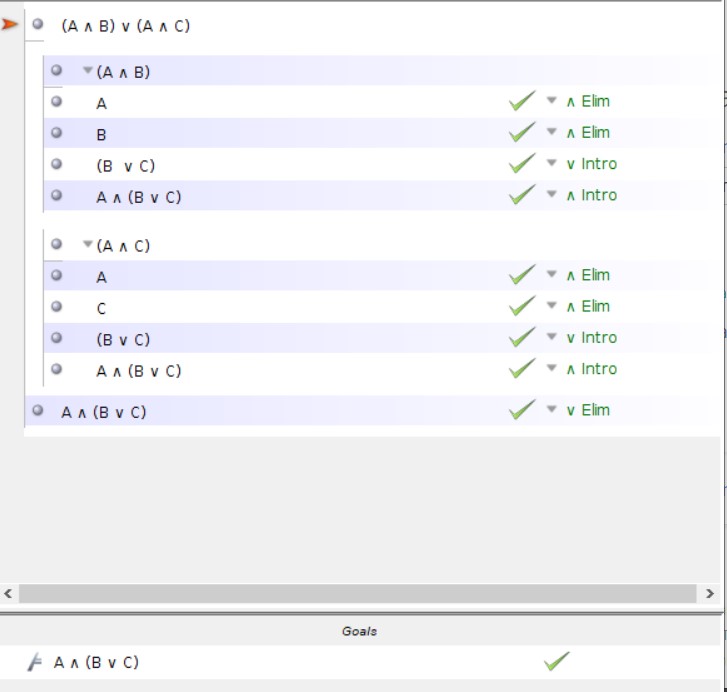 (A ∧ B) ∨ (A ∧ C)
(A ∧ B)
A ∧ Elim
B ∧ Elim
(B ∨ C) ∨ Intro
A ∧ (B ∨ C) ∧ Intro
(A ∧ C)
A ∧ Elim
C ∧ Elim
(B ∨ C) ∨ Intro
A ∧ (B ∨ C) ∧ Intro
A ∧ (B ∨ C) ∨ Elim
Goals
A ∧ (B ∨ C)